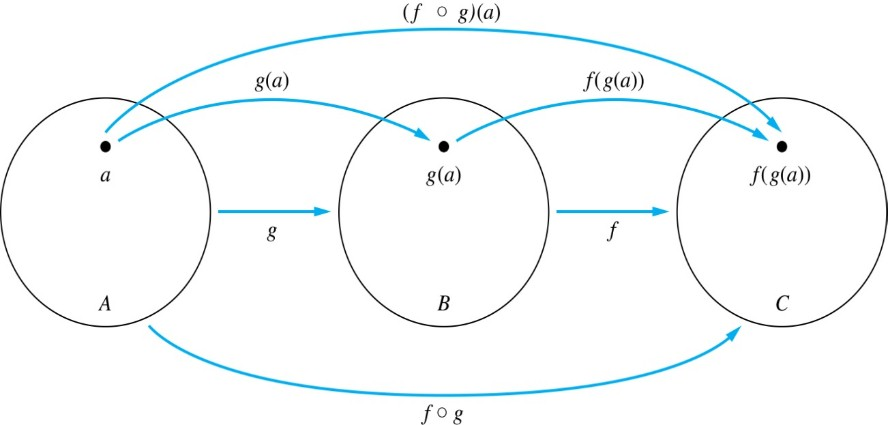 (f ∘ g)(a)
g(a)
f(g(a))
a
g(a)
f(g(a))
g
f
A
B
C
f ∘ g